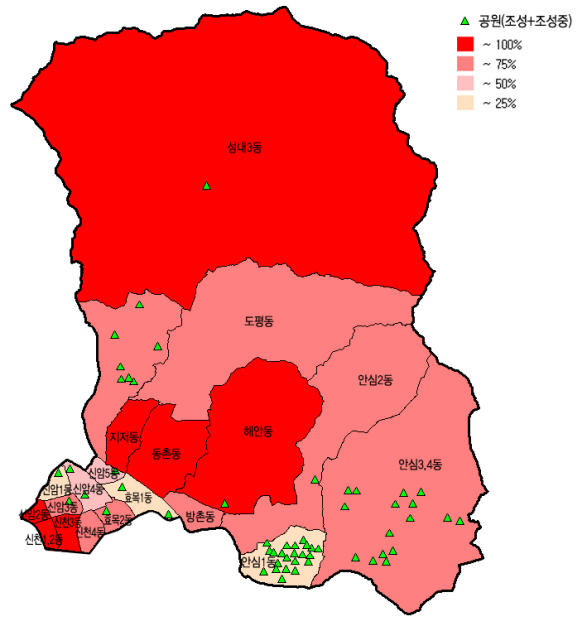 공원(조성+조성중)
~ 100%
~ 75%
~ 50%
~ 25%
성내3동
도평동
안심2동
지저동
동촌동
해안동
안심3,4동
신암5동
신암1동
신암4동
효목1동
신암2동
신암3동
신천3동
효목2동
방촌동
신천4동
신천1,2동
안심1동